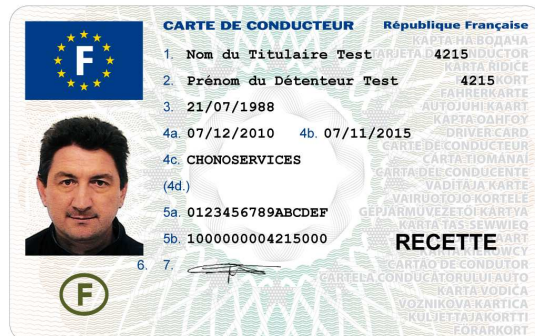 CARTE DE CONDUCTEUR République Française
F
1. Nom du Titulaire Test 4215
2. Prénom du Détenteur Test 4215
3. 21/07/1988
4a. 07/12/2010 4b. 07/11/2015
4c. CHONOSERVICES
(4d.)
5a. 0123456789ABCDEF
5b. 1000000004215000
6. 7.
RECETTE
F
КАРТА НА ВОДАЧА
TARJETA DEL CONDUCTOR
KARTA ŘIDIČE
FAHRERKARTE
AUTOJUHI KAART
ΚΑΡΤΑ ΟΔΗΓΟΥ
DRIVER CARD
CARTE DE CONDUCTEUR
CARTA TIOMANAI
CARTA DEL CONDUCENTE
VADĪTĀJA KARTE
VAIRUOTOJO KORTELĖ
GÉPJÁRMŰVEZETŐI KÁRTYA
KARTA TAS-SEWWIEQ
KARTA KIEROWCY
CARTÃO DE CONDUTOR
CARTELA CONDUCĂTORULUI AUTO
KARTA VODIČA
VOZNIKOVA KARTICA
KULJETTAJAKORTTI
FÖRARKORT